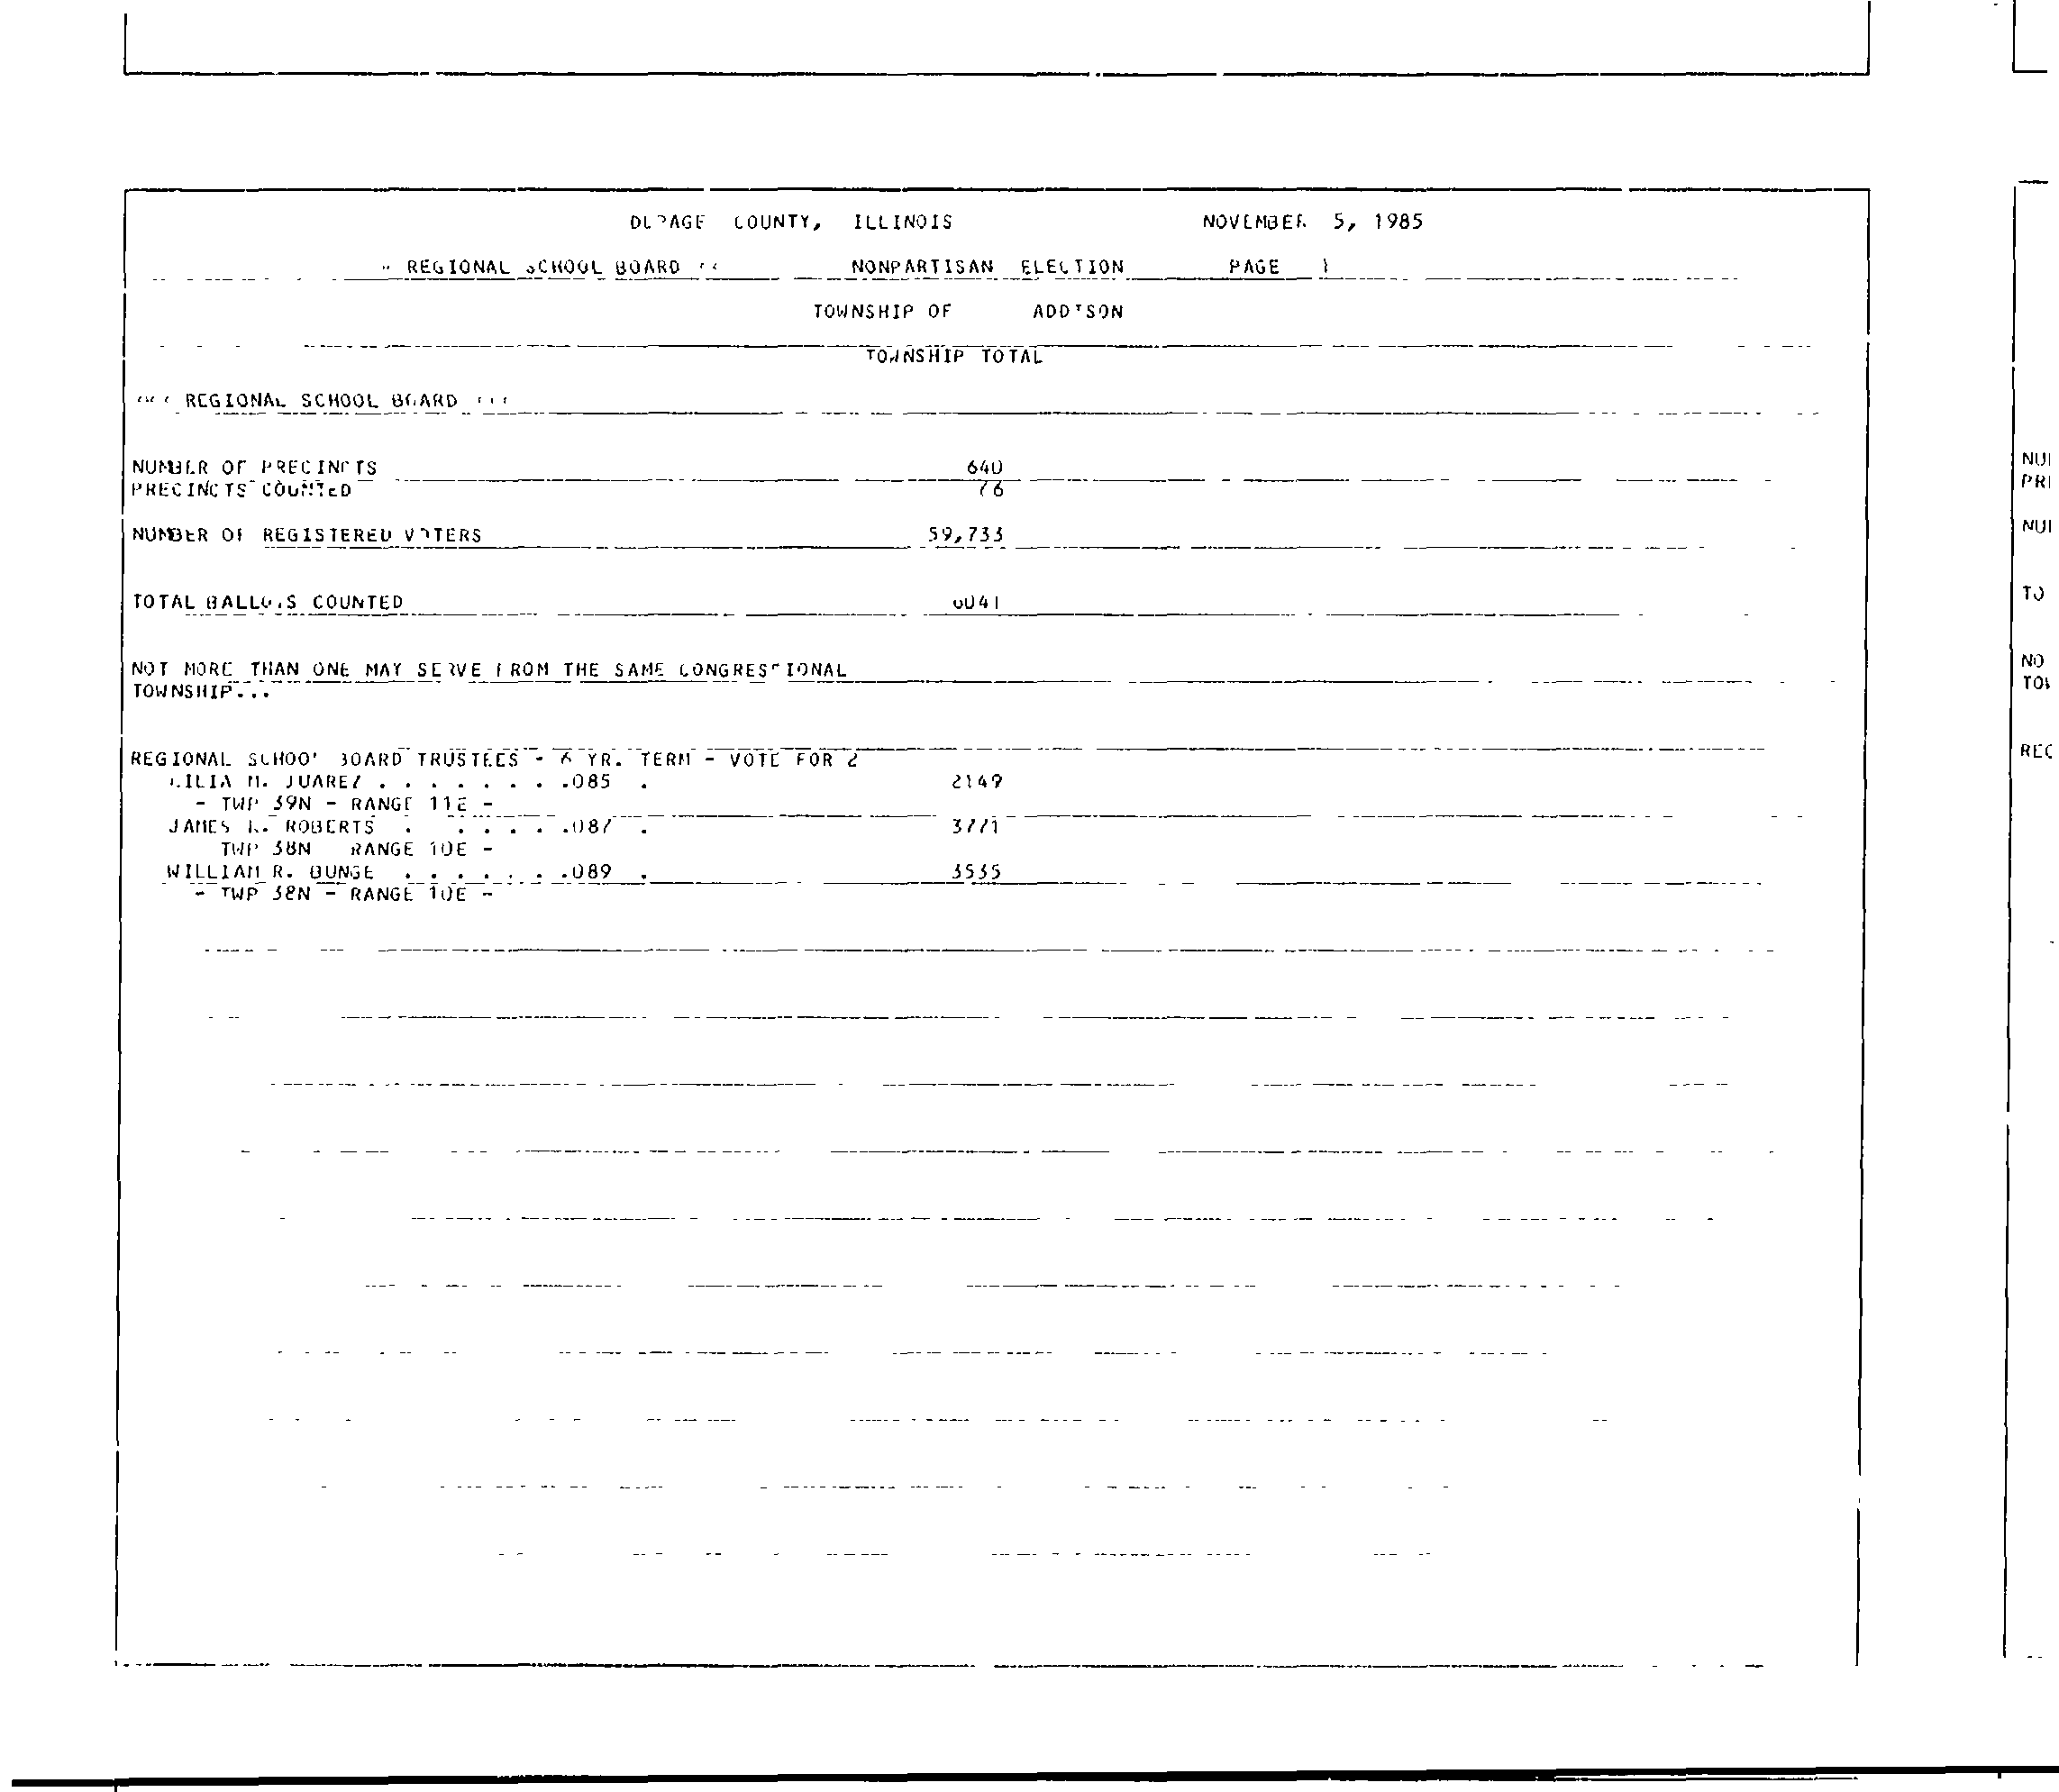 DUPAGE COUNTY, ILLINOIS NOVEMBER 5, 1985
REGIONAL SCHOOL BOARD NONPARTISAN ELECTION PAGE 1
TOWNSHIP OF ADDISON
TOWNSHIP TOTAL
REGIONAL SCHOOL BOARD
NUMBER OF PRECINCTS 640
PRECINCTS COUNTED 76
NUMBER OF REGISTERED VOTERS 59,733
TOTAL BALLOTS COUNTED 6041
NOT MORE THAN ONE MAY SERVE FROM THE SAME CONGRESSIONAL
TOWNSHIP...
REGIONAL SCHOOL BOARD TRUSTEES - 6 YR. TERM - VOTE FOR 2
LILIA M. JUAREZ . . . . . . . .085 . 2149
- TWP 39N - RANGE 11E -
JAMES ROBERTS . . . . . . .087 . 3771
TWP 38N RANGE 10E -
WILLIAM R. BUNGE . . . . . . .089 . 3535
- TWP 38N - RANGE 10E -
NU
PR
NU
TO
NO
TO
REG